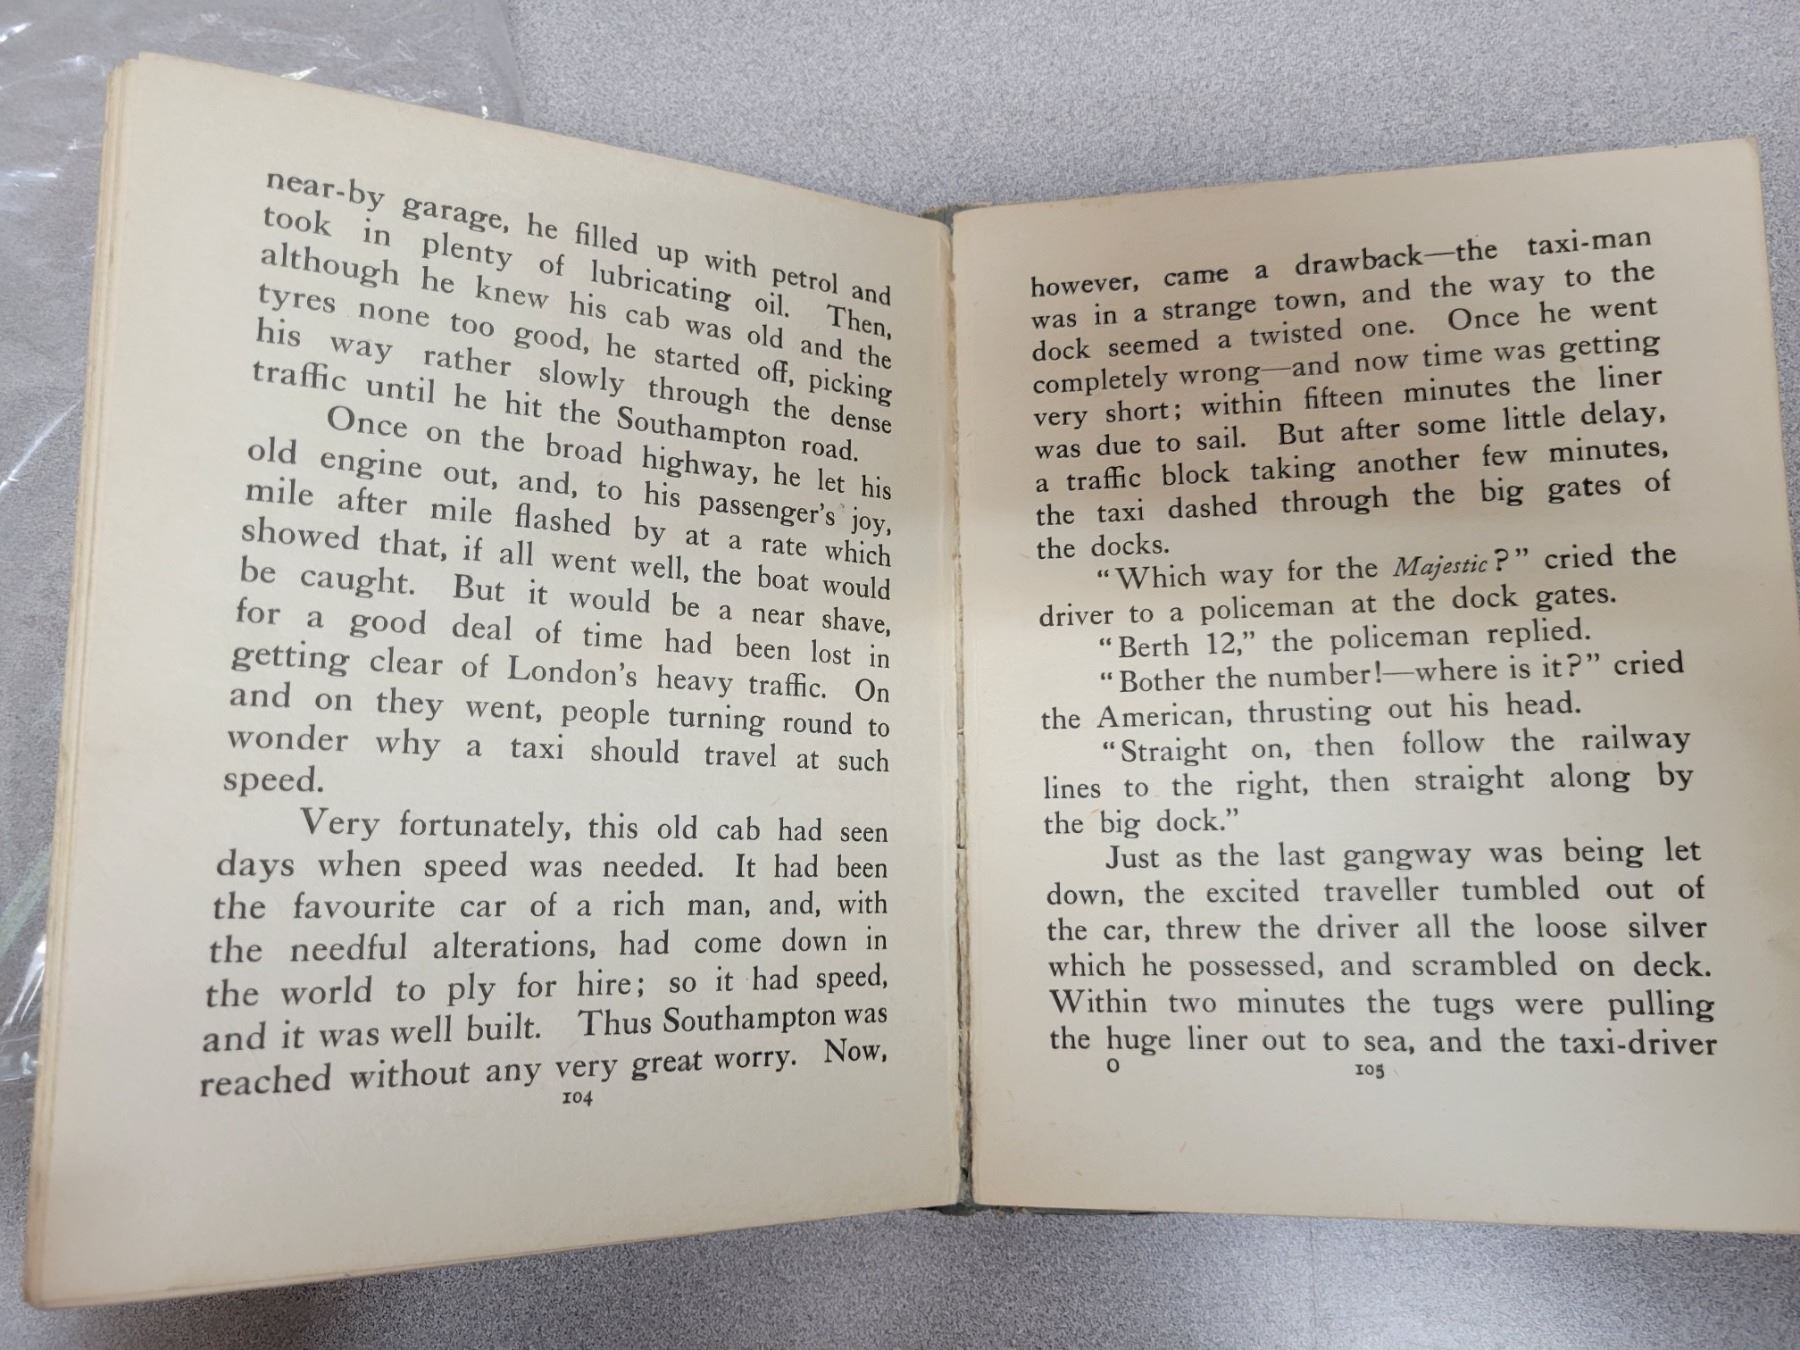 near-by garage, he filled up with petrol and
took in plenty of lubricating oil. Then,
although he knew his cab was old and the
tyres none too good, he started off, picking
his way rather slowly through the dense
traffic until he hit the Southampton road.
Once on the broad highway, he let his
old engine out, and, to his passenger's joy,
mile after mile flashed by at a rate which
showed that, if all went well, the boat would
be caught. But it would be a near shave,
for a good deal of time had been lost in
getting clear of London's heavy traffic. On
and on they went, people turning round to
wonder why a taxi should travel at such
speed.
Very fortunately, this old cab had seen
days when speed was needed. It had been
the favourite car of a rich man, and, with
the needful alterations, had come down in
the world to ply for hire; so it had speed,
and it was well built. Thus Southampton was
reached without any very great worry. Now,
104
however, came a drawback—the taxi-man
was in a strange town, and the way to the
dock seemed a twisted one. Once he went
completely wrong—and now time was getting
very short; within fifteen minutes the liner
was due to sail. But after some little delay,
a traffic block taking another few minutes,
the taxi dashed through the big gates of
the docks.
"Which way for the Majestic?" cried the
driver to a policeman at the dock gates.
"Berth 12," the policeman replied.
"Bother the number!—where is it?" cried
the American, thrusting out his head.
"Straight on, then follow the railway
lines to the right, then straight along by
the big dock."
Just as the last gangway was being let
down, the excited traveller tumbled out of
the car, threw the driver all the loose silver
which he possessed, and scrambled on deck.
Within two minutes the tugs were pulling
the huge liner out to sea, and the taxi-driver
O 105